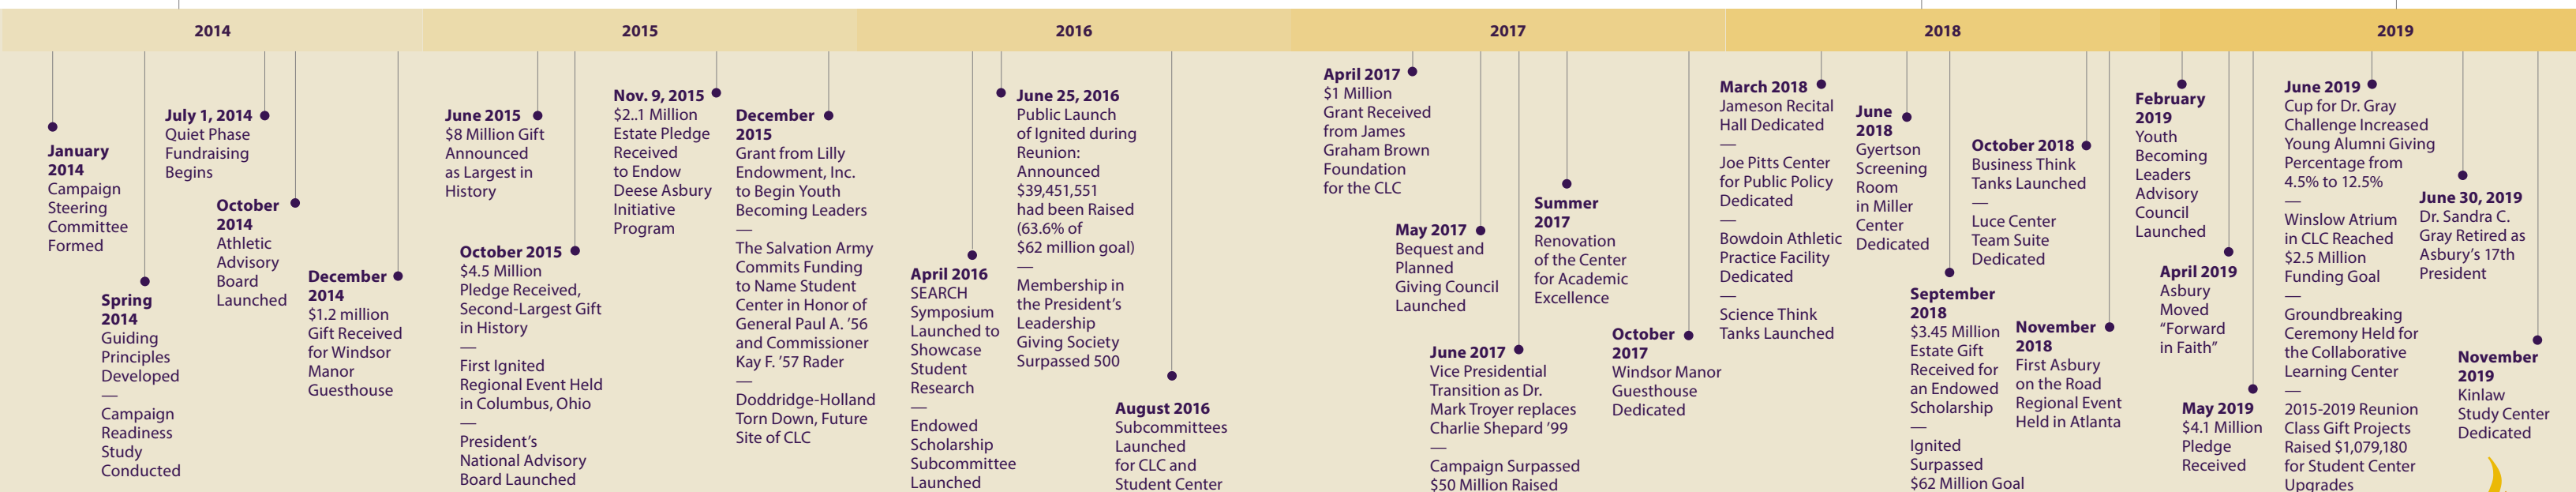 2014
2015
2016
2017
2018
2019
January
2014
Campaign
Steering
Committee
Formed
Spring
2014
Guiding
Principles
Developed
—
Campaign
Readiness
Study
Conducted
July 1, 2014
Quiet Phase
Fundraising
Begins
October
2014
Athletic
Advisory
Board
Launched
December
2014
$1.2 million
Gift Received
for Windsor
Manor
Guesthouse
June 2015
$8 Million Gift
Announced
as Largest in
History
October 2015
$4.5 Million
Pledge Received,
Second-Largest Gift
in History
—
First Ignited
Regional Event Held
in Columbus, Ohio
—
President’s
National Advisory
Board Launched
Nov. 9, 2015
$2..1 Million
Estate Pledge
Received
to Endow
Deese Asbury
Initiative
Program
December
2015
Grant from Lilly
Endowment, Inc.
to Begin Youth
Becoming Leaders
—
The Salvation Army
Commits Funding
to Name Student
Center in Honor of
General Paul A. ’56
and Commissioner
Kay F. ’57 Rader
—
Doddridge-Holland
Torn Down, Future
Site of CLC
April 2016
SEARCH
Symposium
Launched to
Showcase
Student
Research
—
Endowed
Scholarship
Subcommittee
Launched
June 25, 2016
Public Launch
of Ignited during
Reunion:
Announced
$39,451,551
had been Raised
(63.6% of
$62 million goal)
—
Membership in
the President’s
Leadership
Giving Society
Surpassed 500
August 2016
Subcommittees
Launched
for CLC and
Student Center
April 2017
$1 Million
Grant Received
from James
Graham Brown
Foundation
for the CLC
May 2017
Bequest and
Planned
Giving Council
Launched
June 2017
Vice Presidential
Transition as Dr.
Mark Troyer replaces
Charlie Shepard ’99
—
Campaign Surpassed
$50 Million Raised
Summer
2017
Renovation
of the Center
for Academic
Excellence
October
2017
Windsor Manor
Guesthouse
Dedicated
March 2018
Jameson Recital
Hall Dedicated
—
Joe Pitts Center
for Public Policy
Dedicated
—
Bowdoin Athletic
Practice Facility
Dedicated
—
Science Think
Tanks Launched
June
2018
Gyertson
Screening
Room
in Miller
Center
Dedicated
September
2018
$3.45 Million
Estate Gift
Received for
an Endowed
Scholarship
—
Ignited
Surpassed
$62 Million Goal
October 2018
Business Think
Tanks Launched
—
Luce Center
Team Suite
Dedicated
November
2018
First Asbury
on the Road
Regional Event
Held in Atlanta
February
2019
Youth
Becoming
Leaders
Advisory
Council
Launched
April 2019
Asbury
Moved
“Forward
in Faith”
May 2019
$4.1 Million
Pledge
Received
June 2019
Cup for Dr. Gray
Challenge Increased
Young Alumni Giving
Percentage from
4.5% to 12.5%
—
Winslow Atrium
in CLC Reached
$2.5 Million
Funding Goal
—
Groundbreaking
Ceremony Held for
the Collaborative
Learning Center
—
2015-2019 Reunion
Class Gift Projects
Raised $1,079,180
for Student Center
Upgrades
June 30, 2019
Dr. Sandra C.
Gray Retired as
Asbury’s 17th
President
November
2019
Kinlaw
Study Center
Dedicated